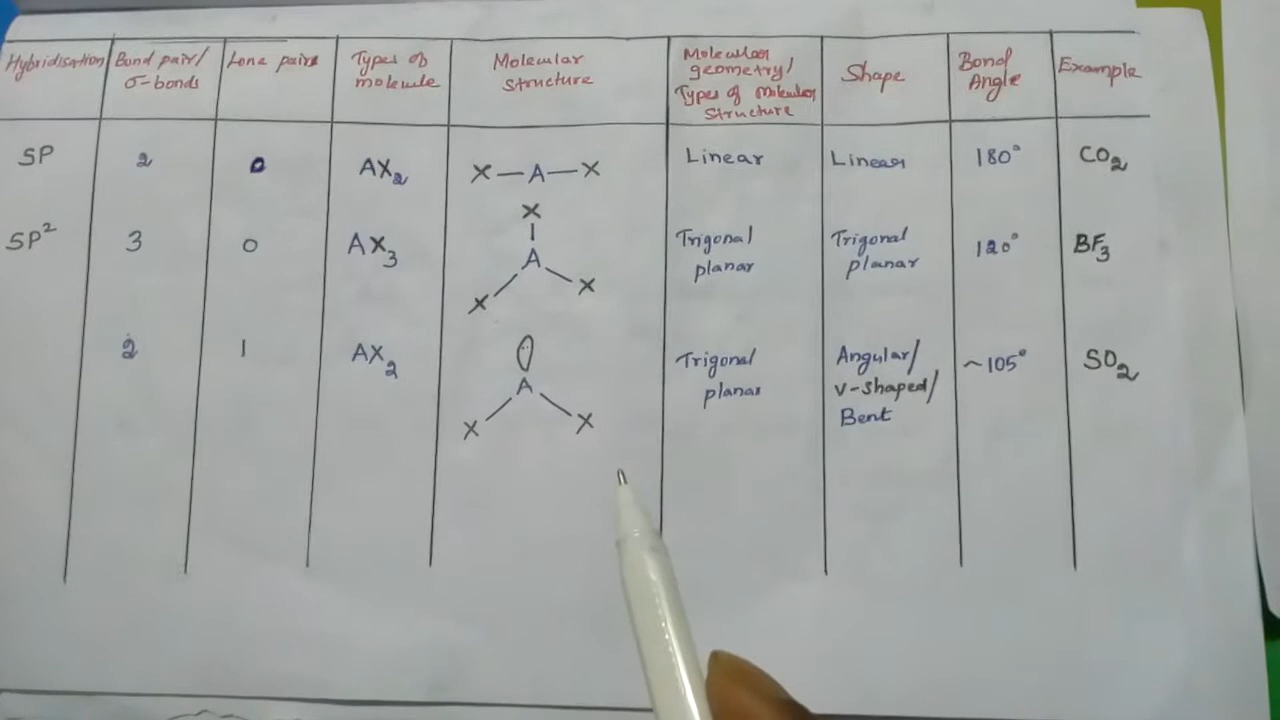 Hybridisation Bond pair/ Lone pairs Types of Molecular Molecular Shape Bond Example
σ-bonds molecule Structure geometry/ Angle
Types of Molecular
Structure
SP 2 0 AX2 X—A—X Linear Linear 180° CO2
X
SP² 3 0 AX3 A Trigonal Trigonal 120° BF3
planar planar
X X
2 1 AX2 A Trigonal Angular/ ~105° SO2
planar V-shaped/
X X Bent